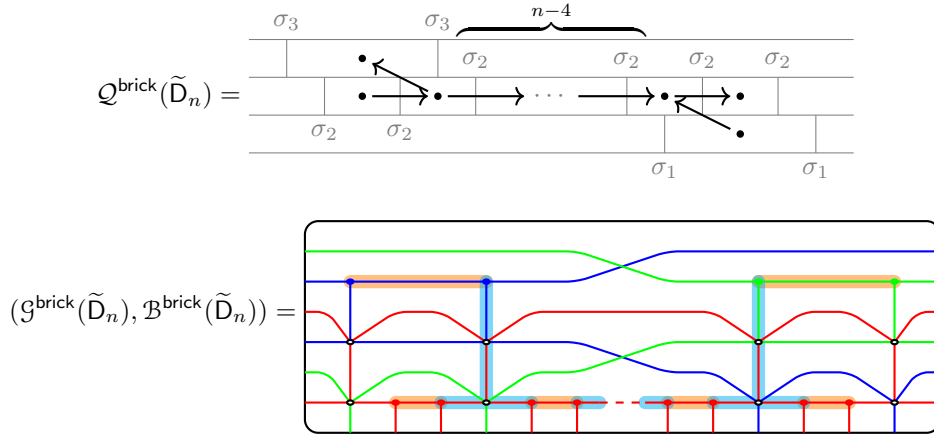 n−4
σ₃ σ₃ σ₂ σ₂ σ₂ σ₂
𝒬^brick(D̃ₙ) = ···
σ₂ σ₂ σ₁ σ₁
(𝒢^brick(D̃ₙ), ℬ^brick(D̃ₙ)) =